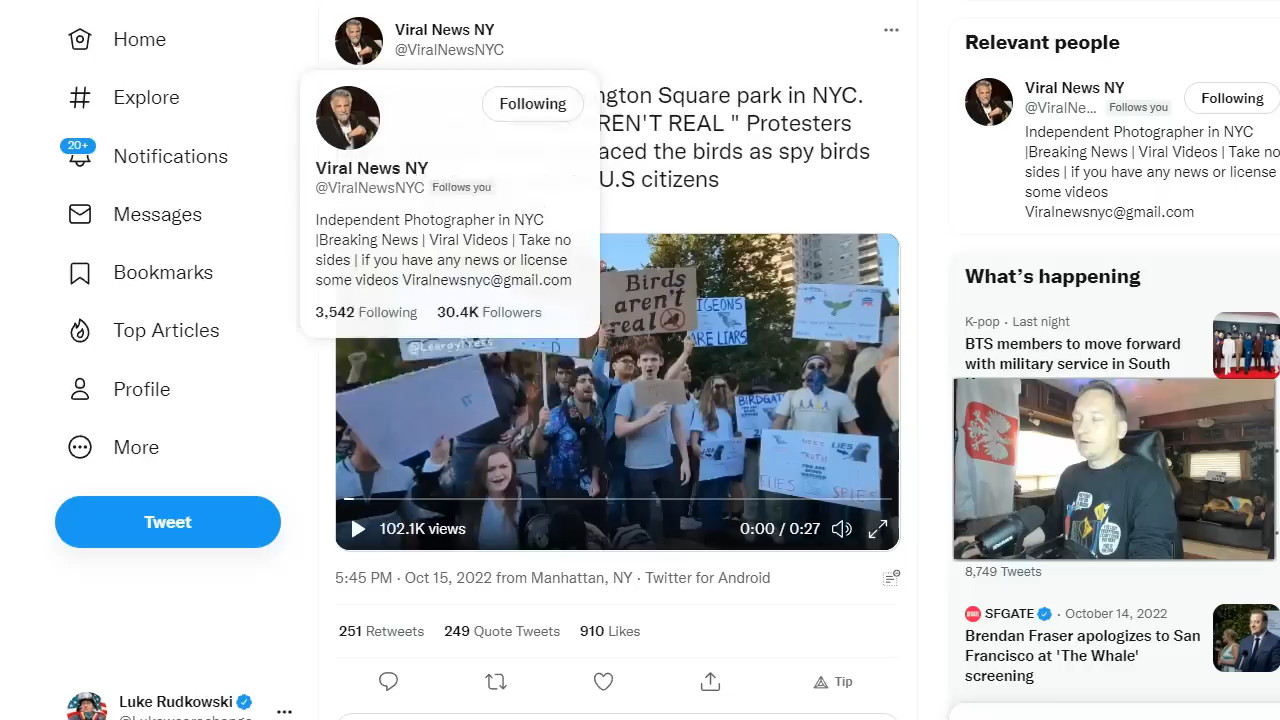 Home
Explore
20+
Notifications
Messages
Bookmarks
Top Articles
Profile
More
Tweet
Luke Rudkowski
Viral News NY
@ViralNewsNYC
ngton Square park in NYC.
REN'T REAL " Protesters
aced the birds as spy birds
U.S citizens
Following
Viral News NY
@ViralNewsNYC Follows you
Independent Photographer in NYC
|Breaking News | Viral Videos | Take no
sides | if you have any news or license
some videos Viralnewsnyc@gmail.com
3,542 Following 30.4K Followers
@LeeroyPress
Birds
aren't
real
IGEONS
ARE LIARS
BIRDGAT
LIES
LIES
TRUTH
FLIES SPIES
102.1K views
0:00 / 0:27
5:45 PM · Oct 15, 2022 from Manhattan, NY · Twitter for Android
251 Retweets 249 Quote Tweets 910 Likes
Tip
Relevant people
Viral News NY
@ViralNe... Follows you
Following
Independent Photographer in NYC
|Breaking News | Viral Videos | Take no
sides | if you have any news or license
some videos
Viralnewsnyc@gmail.com
What's happening
K-pop · Last night
BTS members to move forward
with military service in South
8,749 Tweets
SFGATE · October 14, 2022
Brendan Fraser apologizes to San
Francisco at 'The Whale'
screening